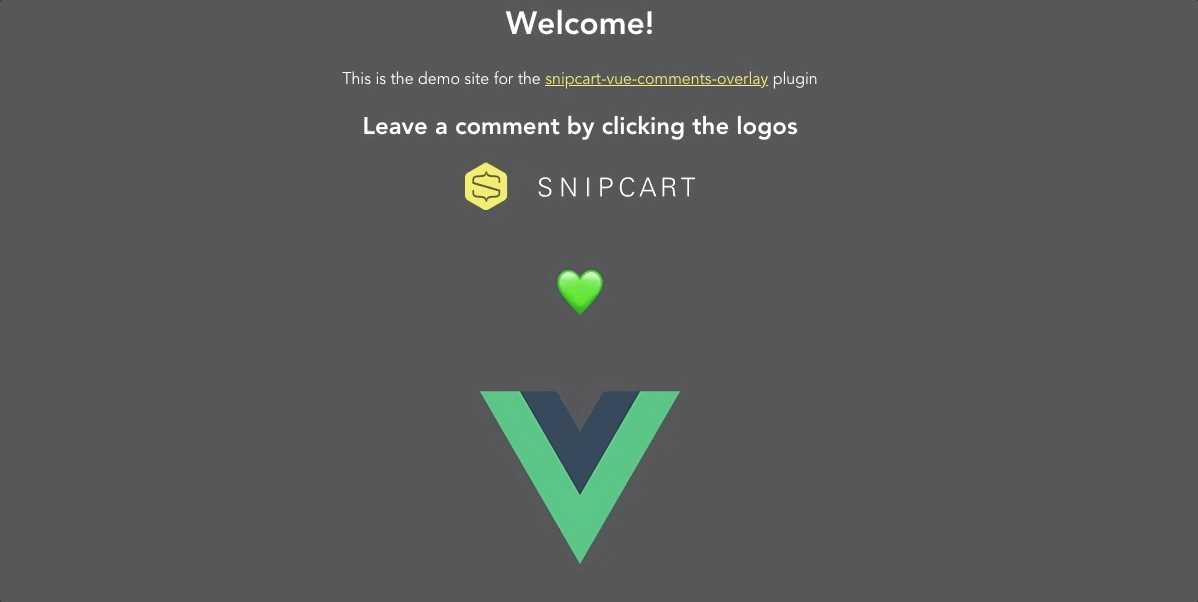 Welcome!
This is the demo site for the snipcart-vue-comments-overlay plugin
Leave a comment by clicking the logos
SNIPCART